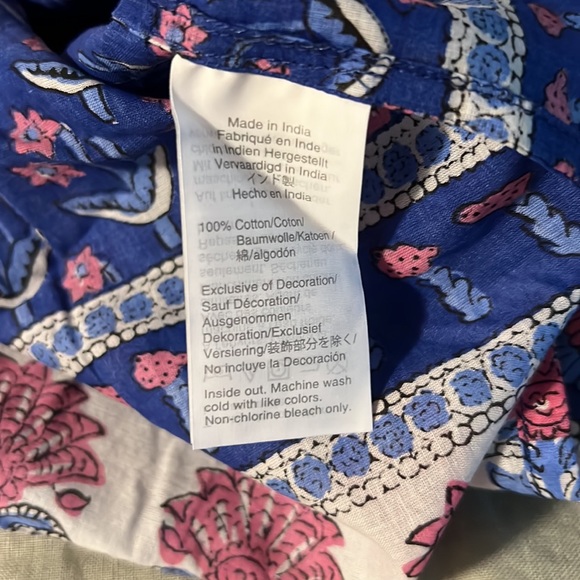 Made in India
Fabriqué en Inde
in Indien Hergestellt
Vervaardigd in India
インド製
Hecho en India
100% Cotton/Coton/
Baumwolle/Katoen/
綿/algodón
Exclusive of Decoration/
Sauf Décoration/
Ausgenommen
Dekoration/Exclusief
Versiering/装飾部分を除く/
No incluye la Decoración
Inside out. Machine wash
cold with like colors.
Non-chlorine bleach only.